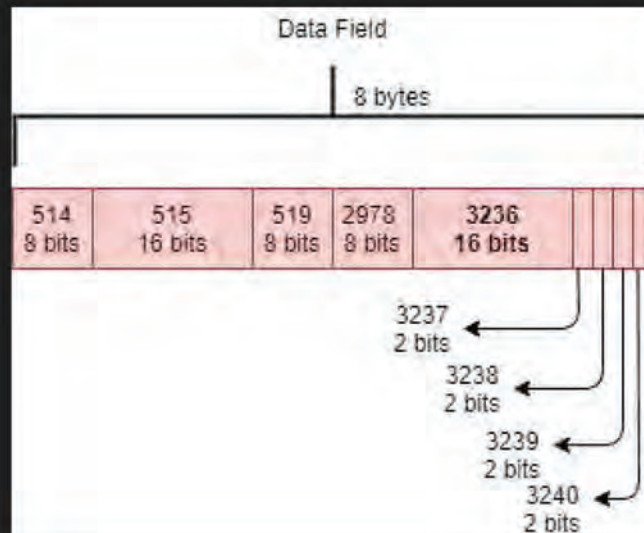 Data Field
8 bytes
514 515 519 2978 3236
8 bits 16 bits 8 bits 8 bits 16 bits
3237
2 bits
3238
2 bits
3239
2 bits
3240
2 bits